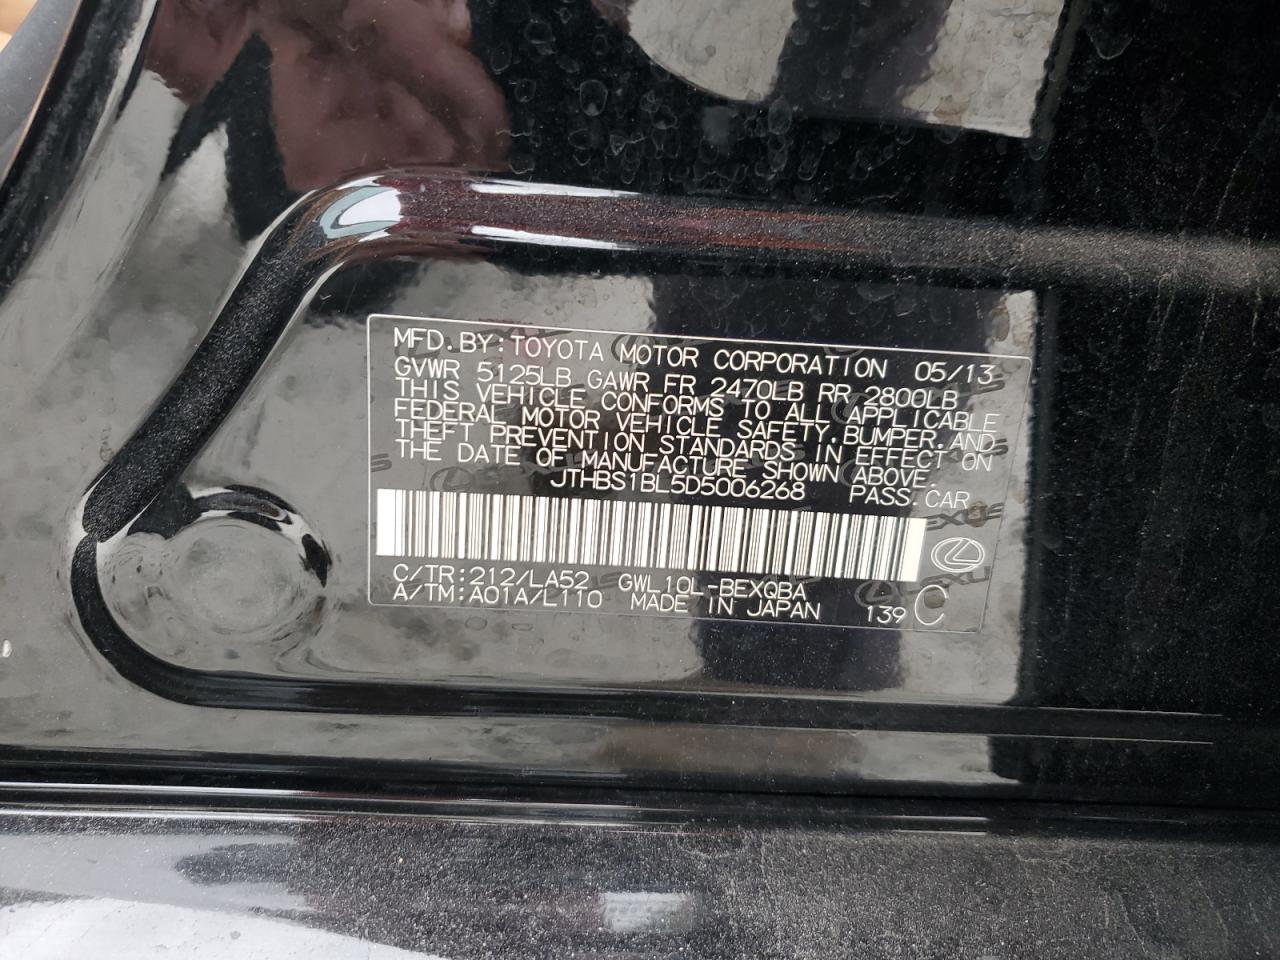 MFD.BY:TOYOTA MOTOR CORPORATION 05/13
GVWR 5125LB GAWR FR 2470LB RR 2800LB
THIS VEHICLE CONFORMS TO ALL APPLICABLE
FEDERAL MOTOR VEHICLE SAFETY,BUMPER,AND
THEFT PREVENTION STANDARDS IN EFFECT ON
THE DATE OF MANUFACTURE SHOWN ABOVE.
JTHBS1BL5D5006268 PASS.CAR
C/TR:212/LA52 GWL10L-BEXQBA
A/TM:A01A/L110 MADE IN JAPAN 139 C